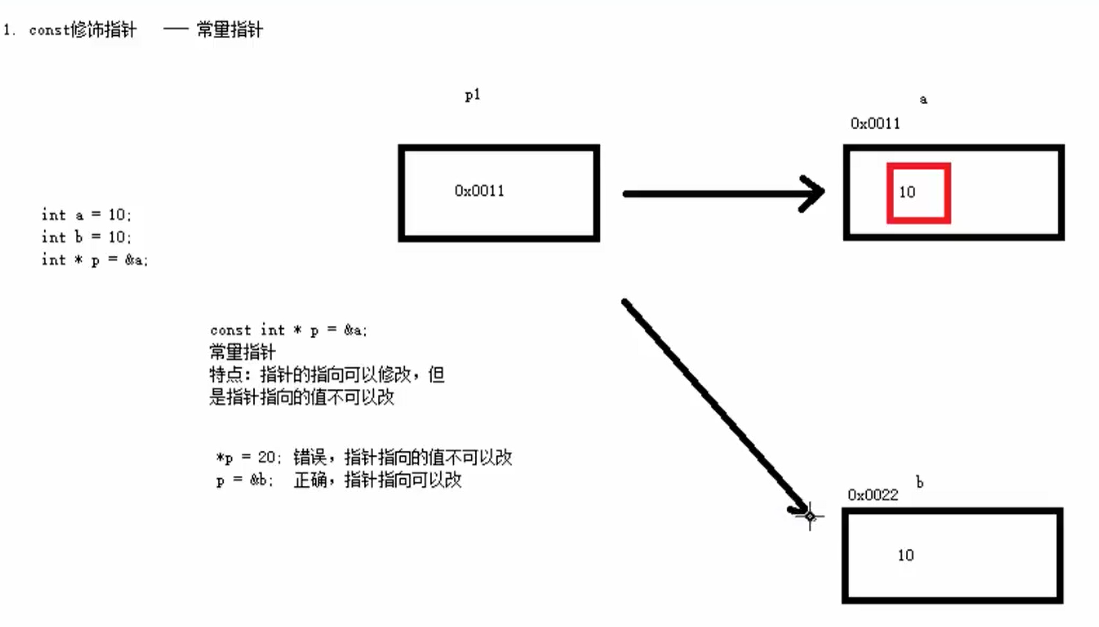 1. const修饰指针 —— 常量指针
p1
a
0x0011
0x0011
10
int a = 10;
int b = 10;
int * p = &a;
const int * p = &a;
常量指针
特点：指针的指向可以修改，但
是指针指向的值不可以改
*p = 20; 错误，指针指向的值不可以改
p = &b; 正确，指针指向可以改
b
0x0022
10